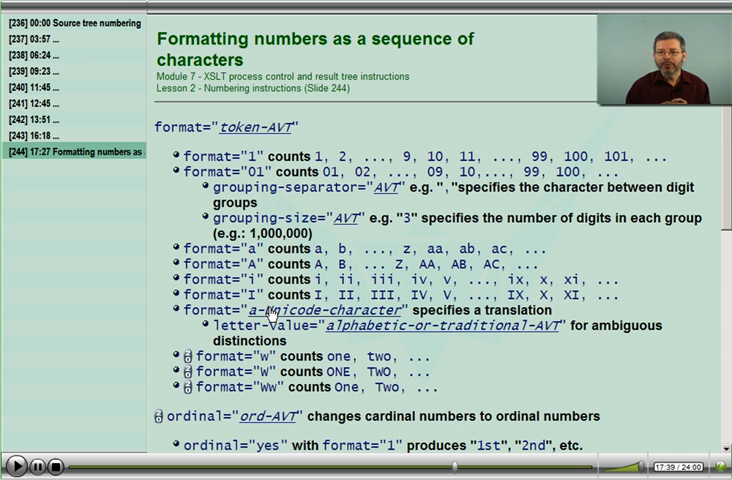 [236] 00:00 Source tree numbering
[237] 03:57 ...
[238] 06:24 ...
[239] 09:23 ...
[240] 11:45 ...
[241] 12:45 ...
[242] 13:51 ...
[243] 16:18 ...
[244] 17:27 Formatting numbers as
Formatting numbers as a sequence of
characters
Module 7 - XSLT process control and result tree instructions
Lesson 2 - Numbering instructions (Slide 244)
format="token-AVT"
format="1" counts 1, 2, ..., 9, 10, 11, ..., 99, 100, 101, ...
format="01" counts 01, 02, ..., 09, 10,..., 99, 100, ...
grouping-separator="AVT" e.g. ","specifies the character between digit
groups
grouping-size="AVT" e.g. "3" specifies the number of digits in each group
(e.g.: 1,000,000)
format="a" counts a, b, ..., z, aa, ab, ac, ...
format="A" counts A, B, ... Z, AA, AB, AC, ...
format="i" counts i, ii, iii, iv, v, ..., ix, x, xi, ...
format="I" counts I, II, III, IV, V, ..., IX, X, XI, ...
format="a-unicode-character" specifies a translation
letter-value="alphabetic-or-traditional-AVT" for ambiguous
distinctions
format="w" counts one, two, ...
format="W" counts ONE, TWO, ...
format="Ww" counts One, Two, ...
ordinal="ord-AVT" changes cardinal numbers to ordinal numbers
ordinal="yes" with format="1" produces "1st", "2nd", etc.
17:39 / 24:00